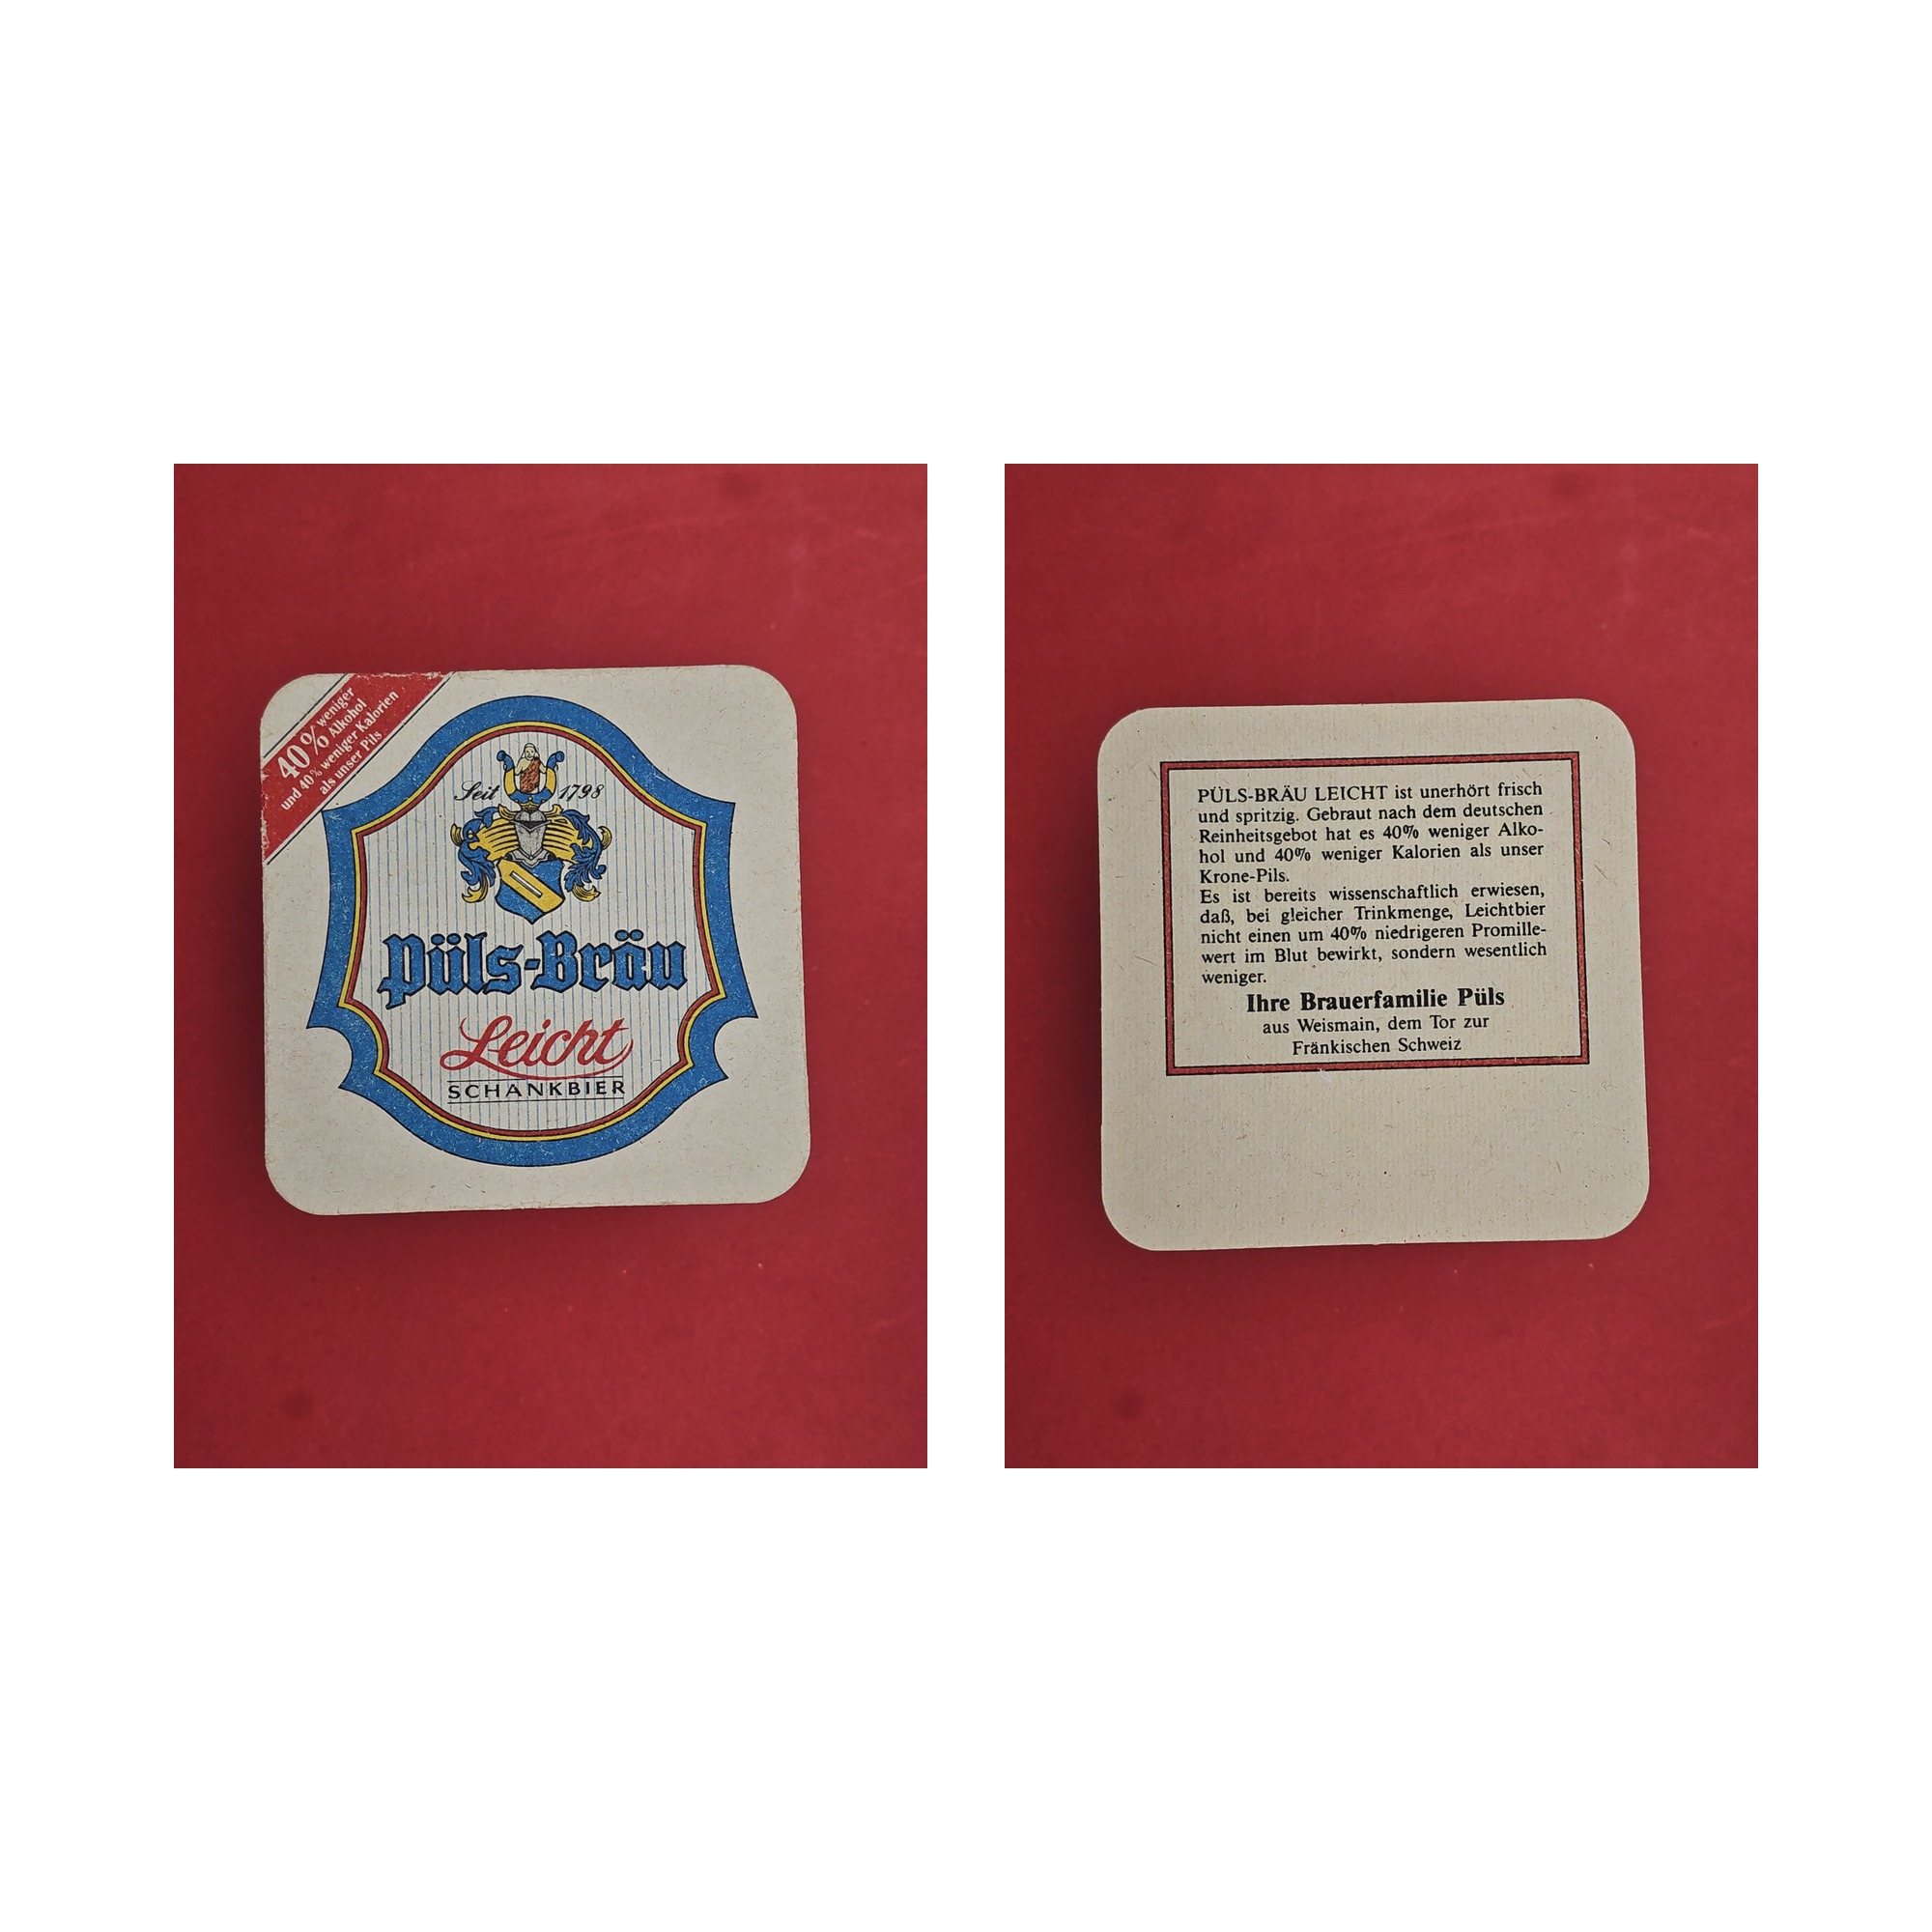 40% weniger
Alkohol
und 40% weniger Kalorien
als unser Pils
Seit 1798
Püls-Bräu
Leicht
SCHANKBIER
PÜLS-BRÄU LEICHT ist unerhört frisch
und spritzig. Gebraut nach dem deutschen
Reinheitsgebot hat es 40% weniger Alko-
hol und 40% weniger Kalorien als unser
Krone-Pils.
Es ist bereits wissenschaftlich erwiesen,
daß, bei gleicher Trinkmenge, Leichtbier
nicht einen um 40% niedrigeren Promille-
wert im Blut bewirkt, sondern wesentlich
weniger.
Ihre Brauerfamilie Püls
aus Weismain, dem Tor zur
Fränkischen Schweiz